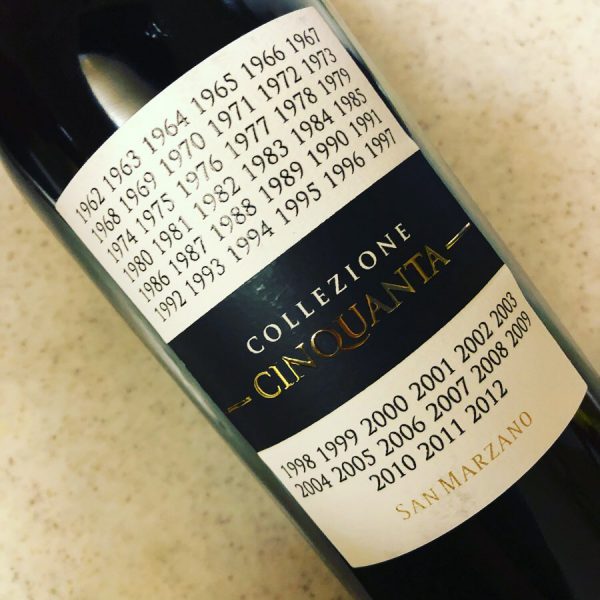 1962 1963 1964 1965 1966 1967
1968 1969 1970 1971 1972 1973
1974 1975 1976 1977 1978 1979
1980 1981 1982 1983 1984 1985
1986 1987 1988 1989 1990 1991
1992 1993 1994 1995 1996 1997
COLLEZIONE
CINQUANTA
1998 1999 2000 2001 2002 2003
2004 2005 2006 2007 2008 2009
2010 2011 2012
SAN MARZANO